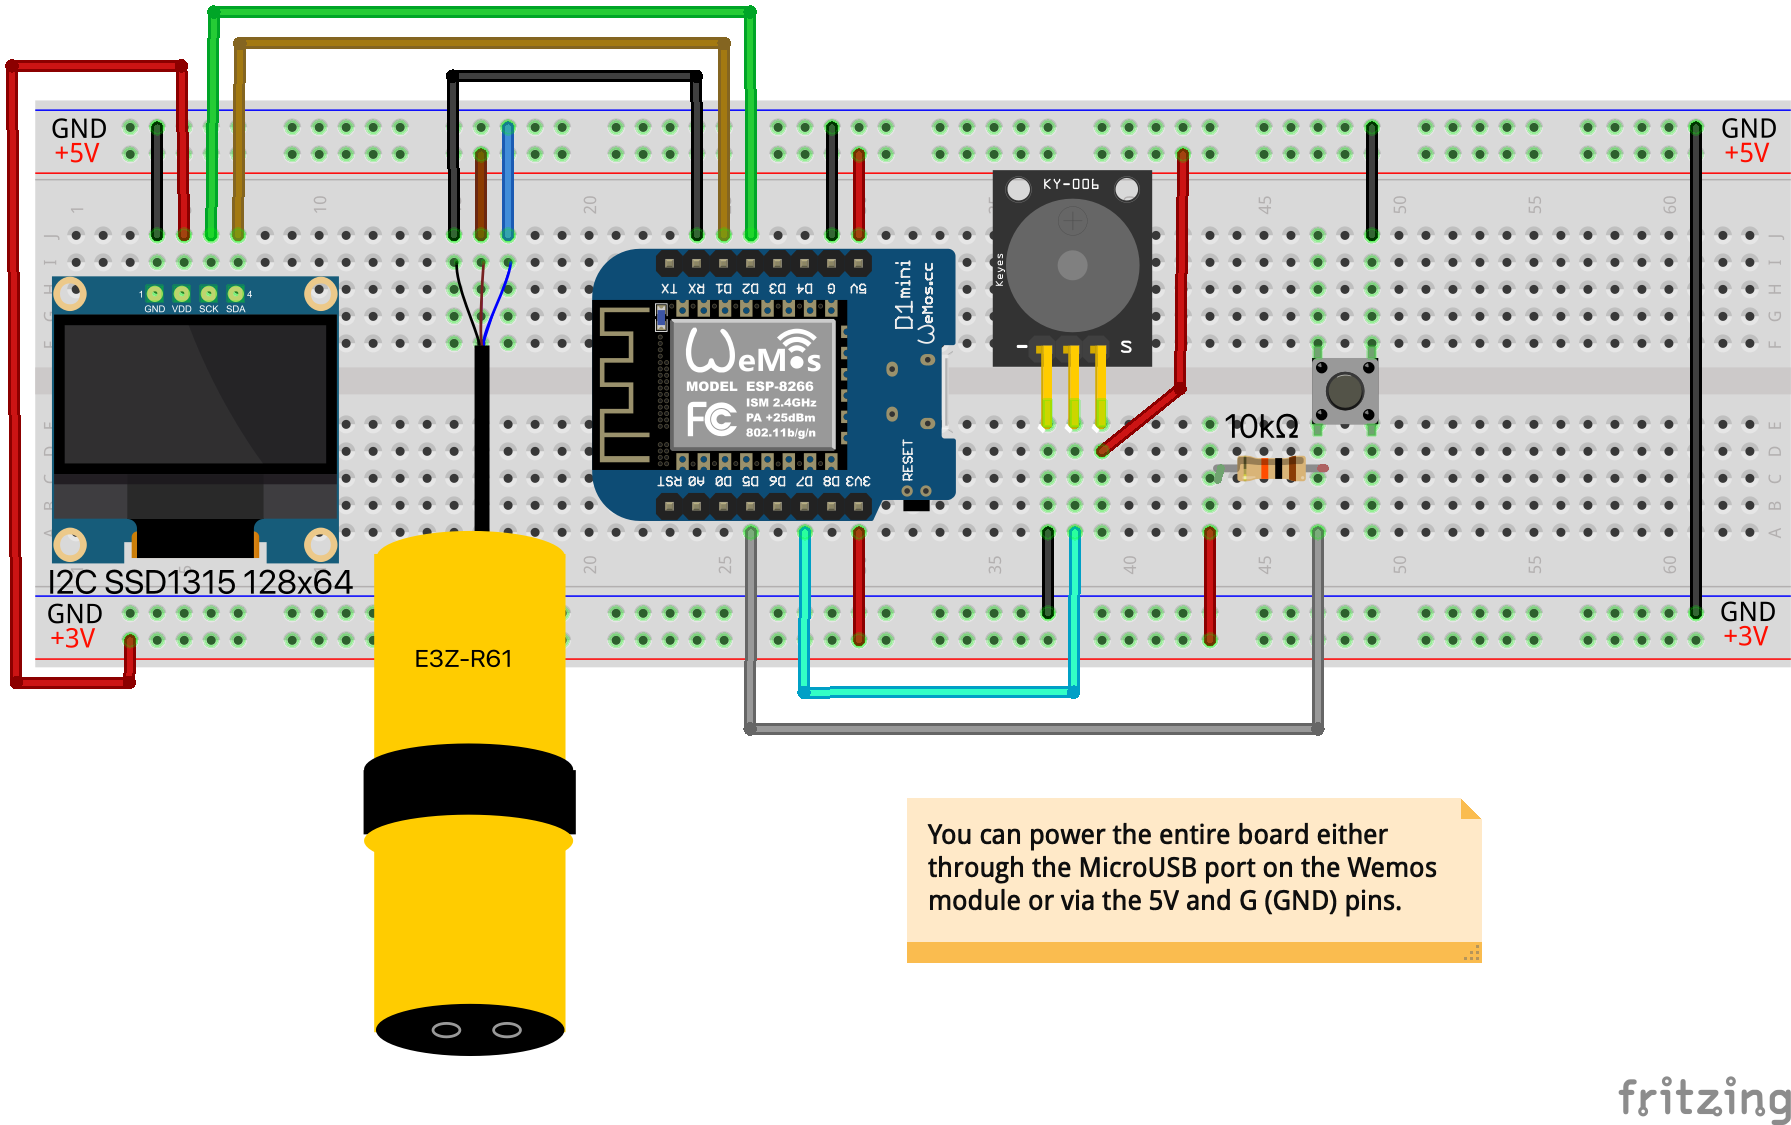 GND
+5V
GND
+5V
1
10
20
45
50
55
60
J
J
I
I
H
G
F
1 GND VDD SCK SDA 4
TX RX D1 D2 D3 D4 G 5V
D1mini
WeMos.cc
WeMos
MODEL ESP-8266
ISM 2.4GHz
PA +25dBm
802.11b/g/n
FC
RESET
RST A0 D0 D5 D6 D7 D8 3V3
KY-006
Keyes
- S
10kΩ
E
D
C
B
A
20
25
35
40
45
50
55
60
I2C SSD1315 128x64
GND
+3V
GND
+3V
E3Z-R61
You can power the entire board either
through the MicroUSB port on the Wemos
module or via the 5V and G (GND) pins.
fritzing